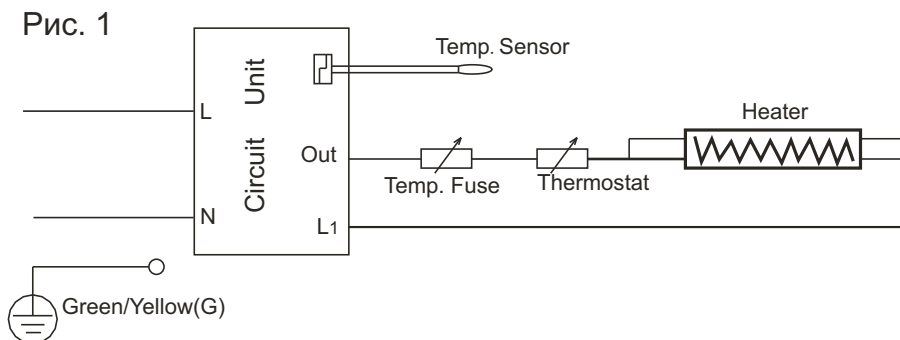 Рис. 1
Temp. Sensor
Circuit Unit
L
Heater
Out
Temp. Fuse
Thermostat
N
L1
Green/Yellow(G)